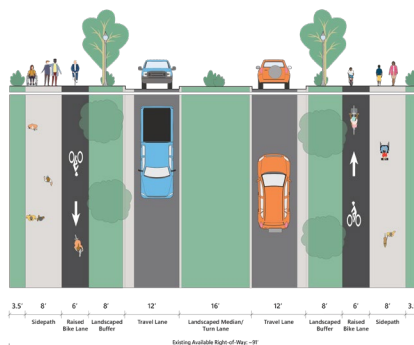 3.5' 8' 6' 8' 12' 16' 12' 8' 6' 8' 3.
Sidepath Raised Bike Lane Landscaped Buffer Travel Lane Landscaped Median/ Turn Lane Travel Lane Landscaped Buffer Raised Bike Lane Sidepath
Existing Available Right-of-Way: ~91'